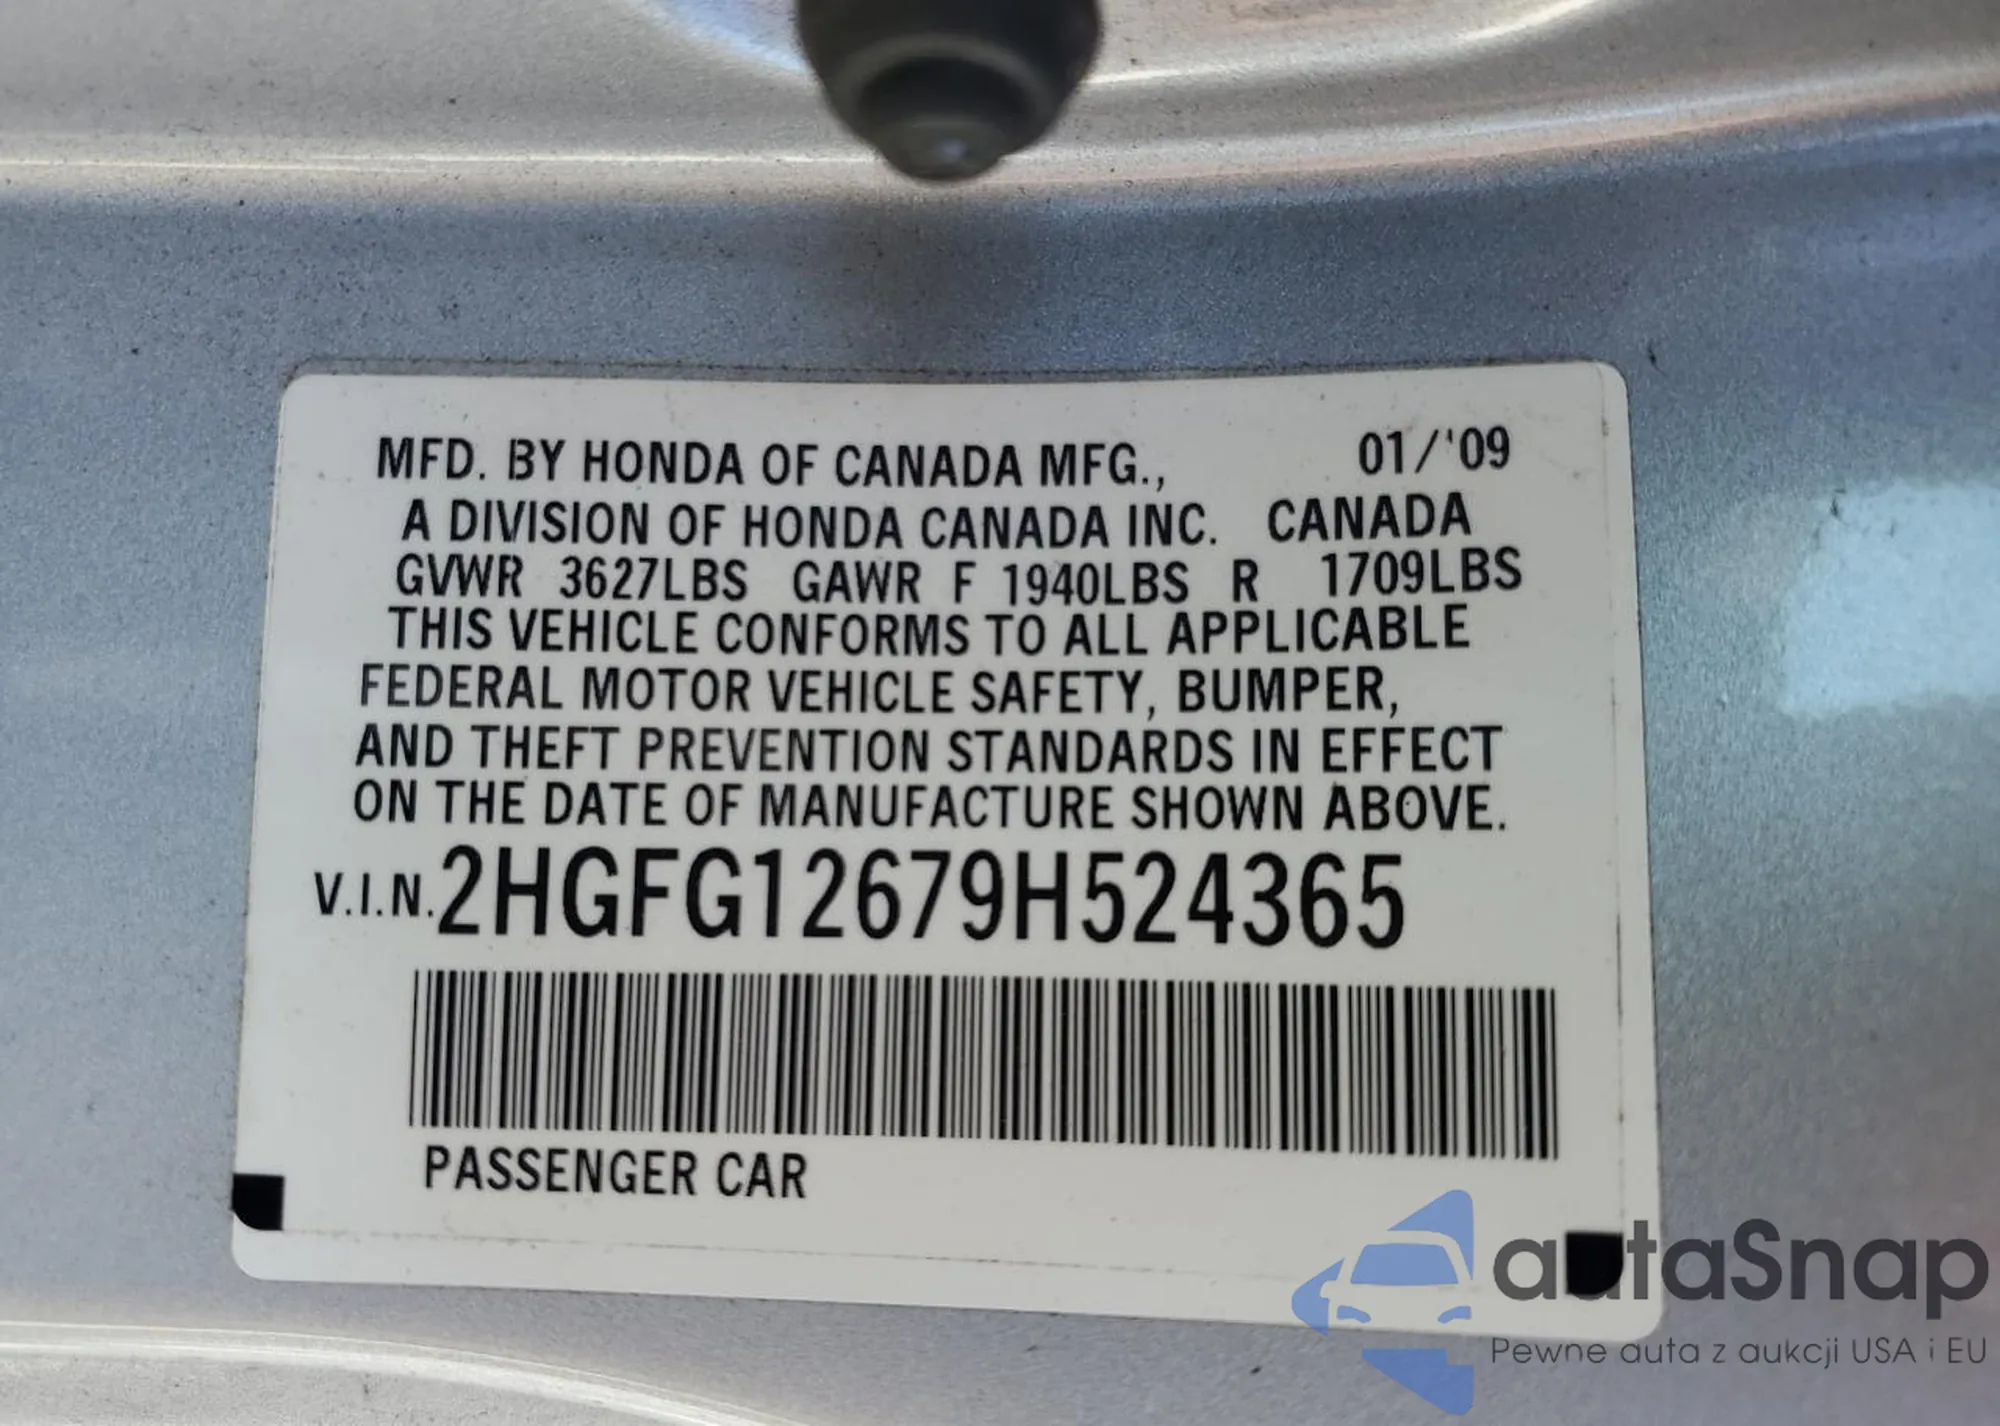 MFD. BY HONDA OF CANADA MFG., 01/'09
A DIVISION OF HONDA CANADA INC. CANADA
GVWR 3627LBS GAWR F 1940LBS R 1709LBS
THIS VEHICLE CONFORMS TO ALL APPLICABLE
FEDERAL MOTOR VEHICLE SAFETY, BUMPER,
AND THEFT PREVENTION STANDARDS IN EFFECT
ON THE DATE OF MANUFACTURE SHOWN ABOVE.
V.I.N. 2HGFG12679H524365
PASSENGER CAR
autaSnap
Pewne auta z aukcji USA i EU